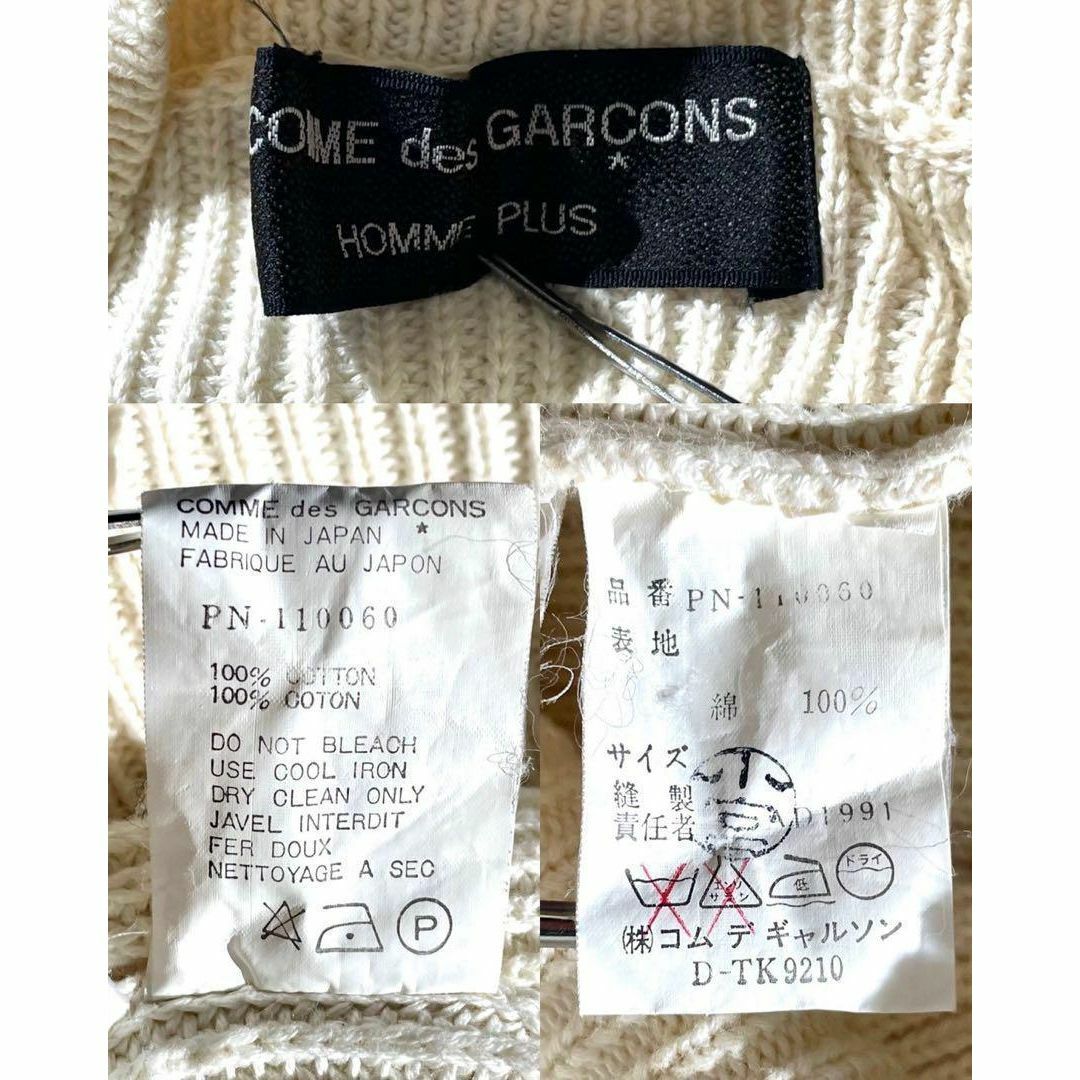 COMME des GARCONS
*
HOMME PLUS
COMME des GARCONS
MADE IN JAPAN *
FABRIQUE AU JAPON
PN-110060
100% COTTON
100% COTON
DO NOT BLEACH
USE COOL IRON
DRY CLEAN ONLY
JAVEL INTERDIT
FER DOUX
NETTOYAGE A SEC
P
品番 PN-110060
表地
綿 100%
サイズ
縫製
責任者 AD1991
低 ドライ
㈱コム デ ギャルソン
D-TK9210